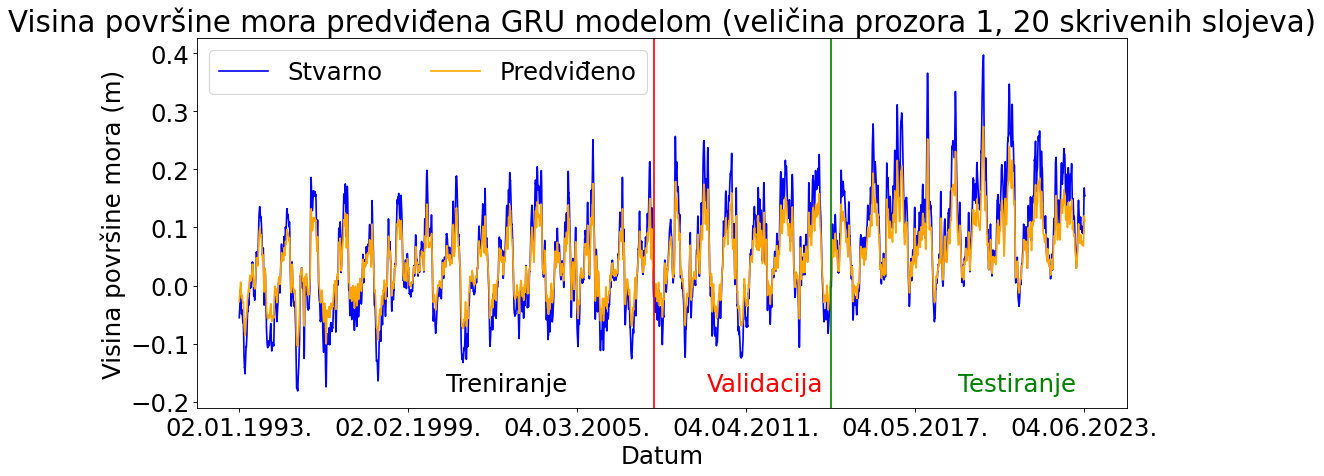 Visina površine mora predviđena GRU modelom (veličina prozora 1, 20 skrivenih slojeva)
Stvarno
Predviđeno
Visina površine mora (m)
0.4
0.3
0.2
0.1
0.0
−0.1
−0.2
Treniranje
Validacija
Testiranje
02.01.1993.
02.02.1999.
04.03.2005.
04.04.2011.
04.05.2017.
04.06.2023.
Datum